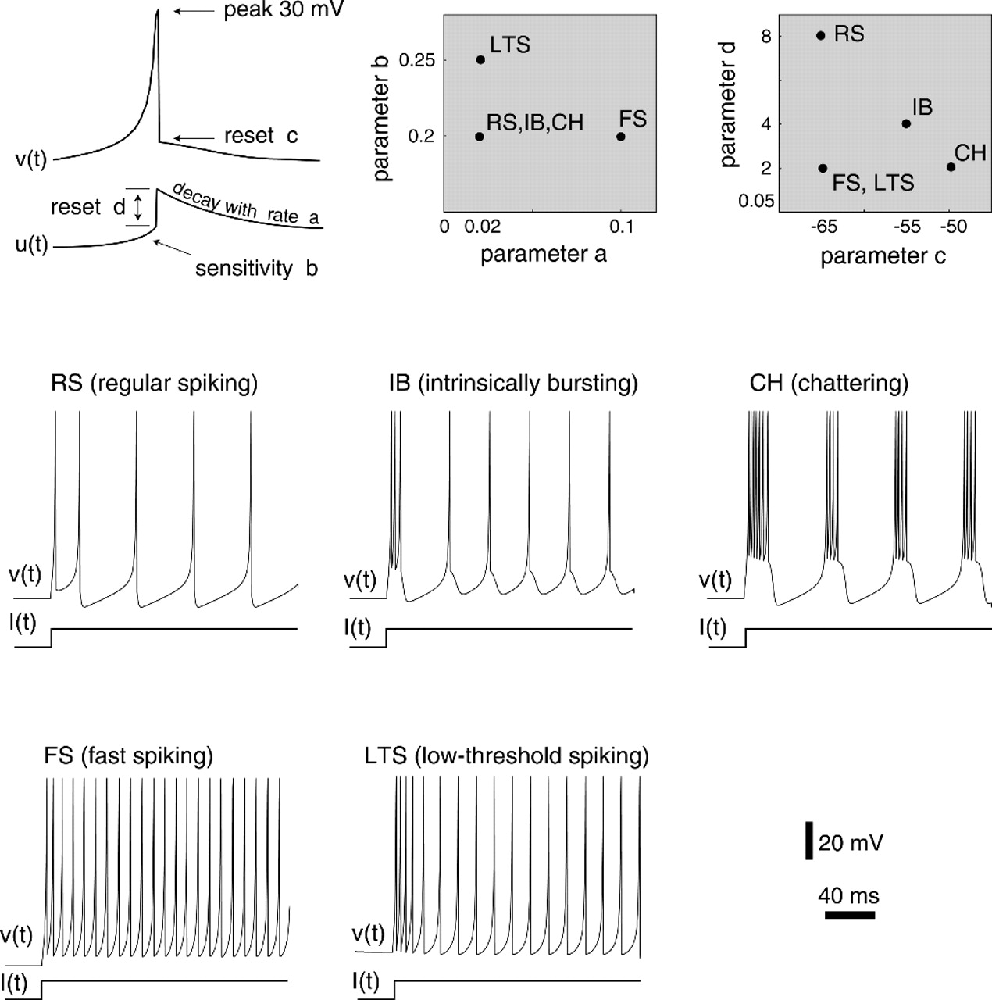 peak 30 mV
reset c
v(t)
reset d
decay with rate a
u(t)
sensitivity b
parameter b
0.25
0.2
LTS
RS,IB,CH
FS
0 0.02 0.1
parameter a
parameter d
8
4
2
0.05
RS
IB
CH
FS, LTS
-65 -55 -50
parameter c
RS (regular spiking)
v(t)
I(t)
IB (intrinsically bursting)
v(t)
I(t)
CH (chattering)
v(t)
I(t)
FS (fast spiking)
v(t)
I(t)
LTS (low-threshold spiking)
v(t)
I(t)
20 mV
40 ms